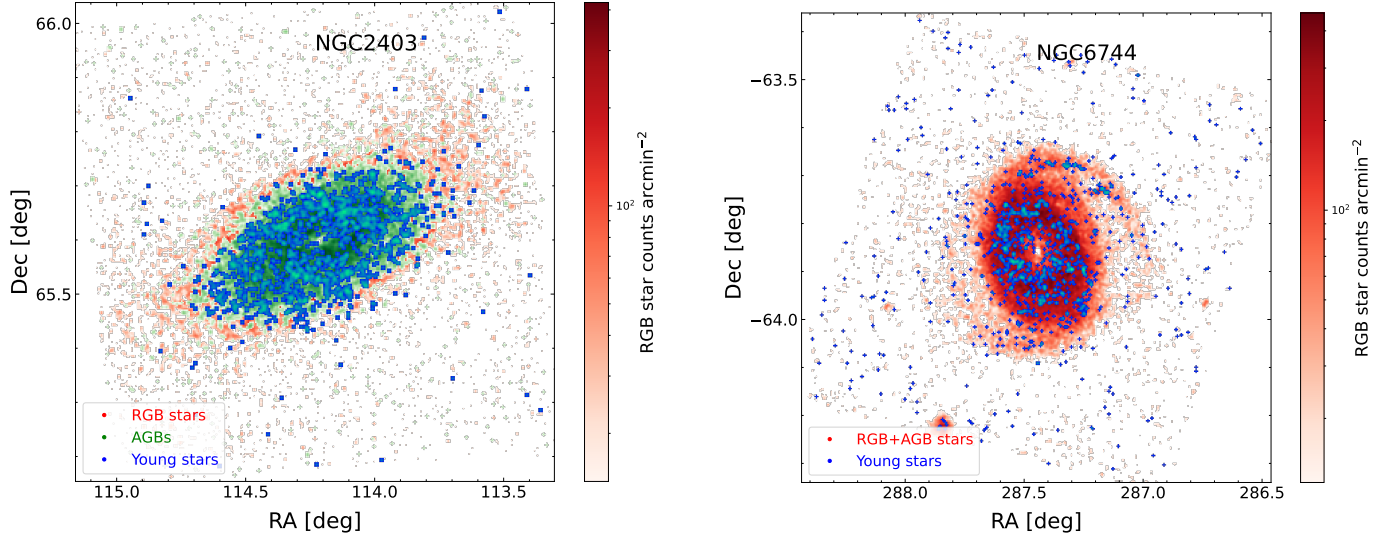 NGC2403
66.0
65.5
Dec [deg]
RGB stars
AGBs
Young stars
115.0
114.5
114.0
113.5
RA [deg]
10²
RGB star counts arcmin⁻²
NGC6744
−63.5
−64.0
Dec [deg]
RGB+AGB stars
Young stars
288.0
287.5
287.0
286.5
RA [deg]
10²
RGB star counts arcmin⁻²